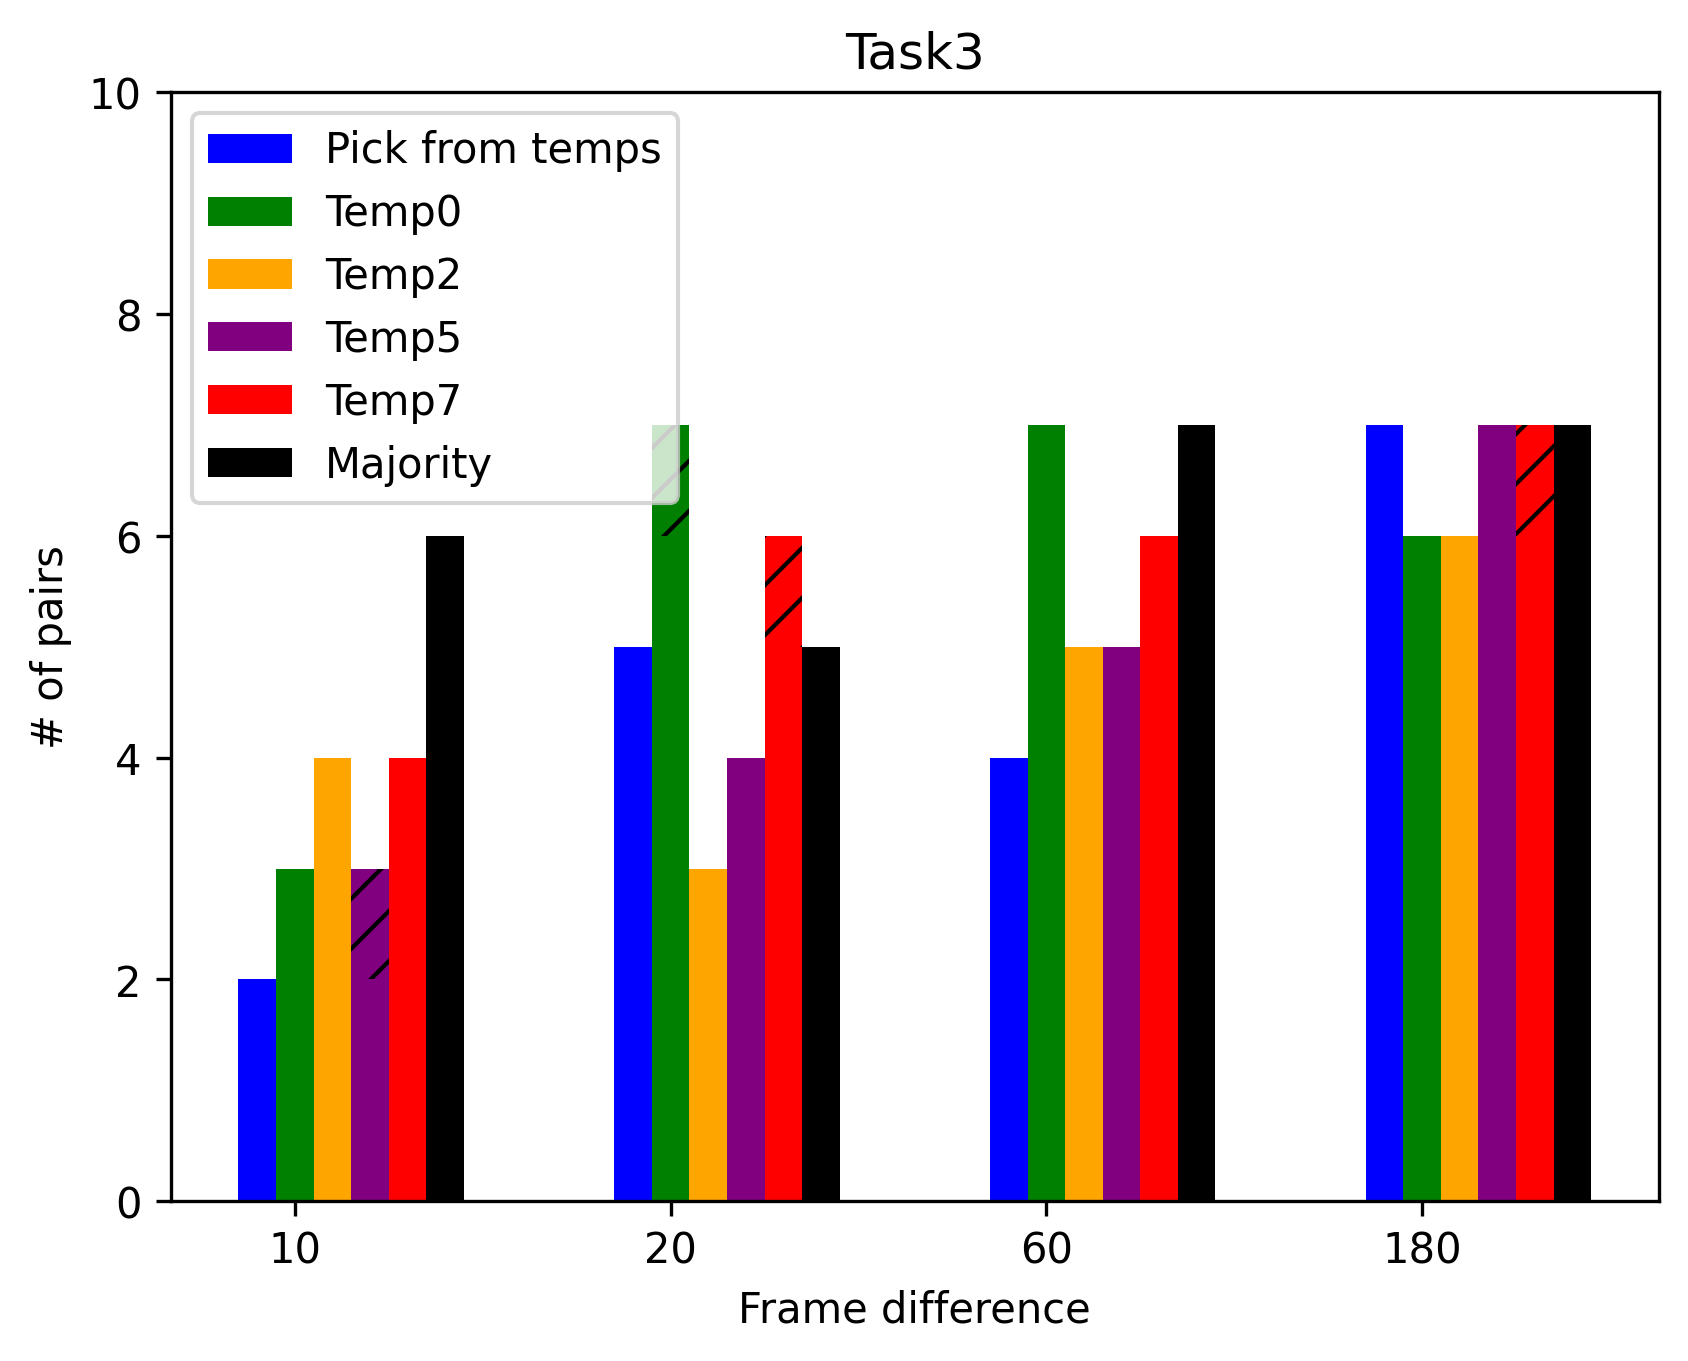 Task3
10
8
6
4
2
0
# of pairs
Pick from temps
Temp0
Temp2
Temp5
Temp7
Majority
10 20 60 180
Frame difference